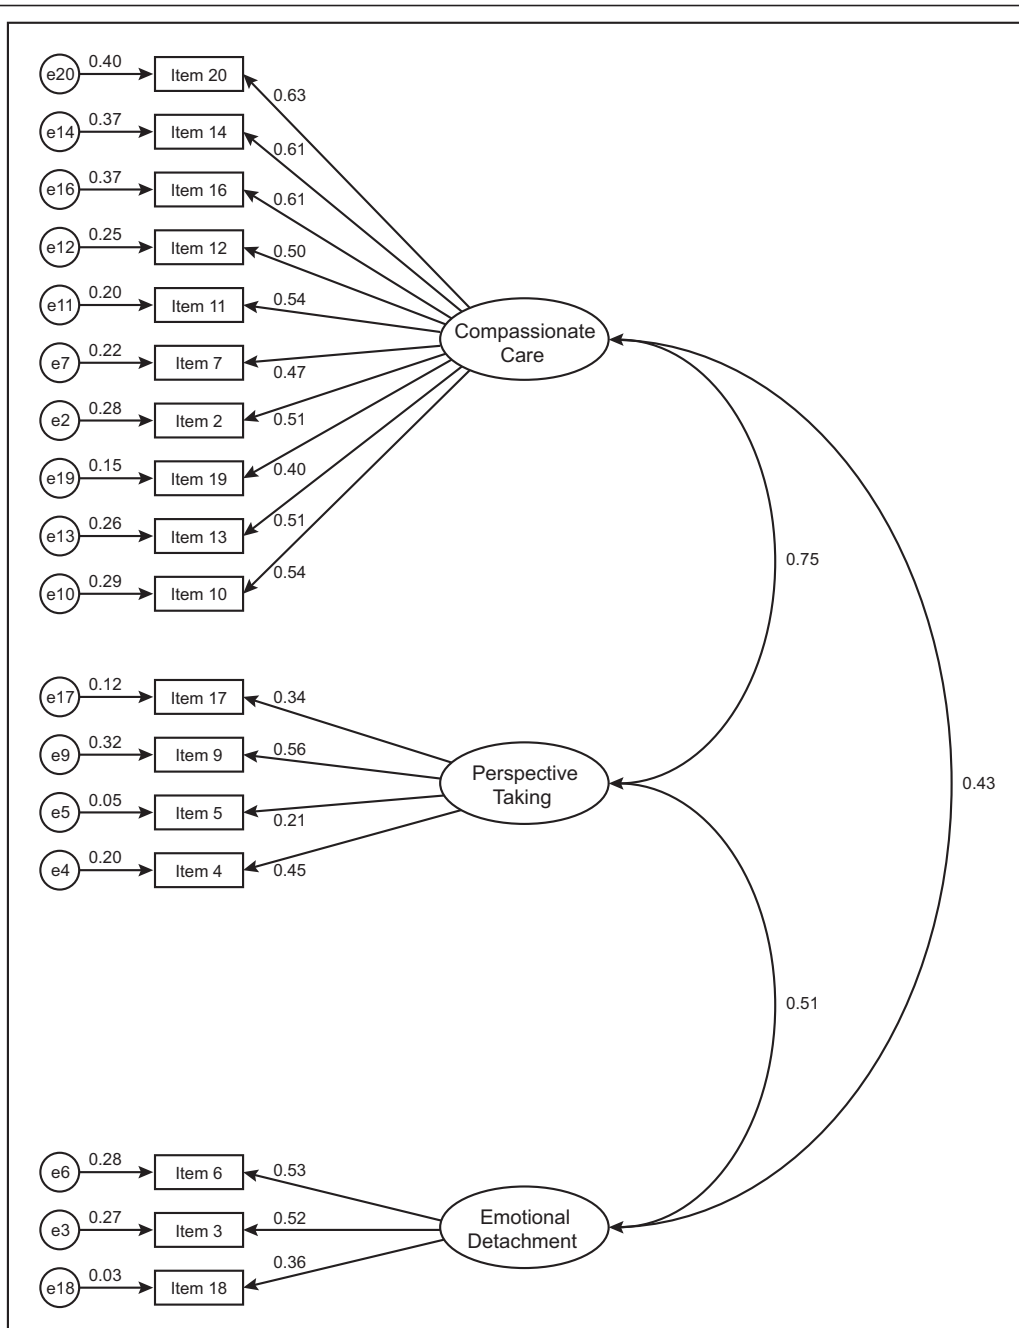 e20 0.40 Item 20 0.63
e14 0.37 Item 14 0.61
e16 0.37 Item 16 0.61
e12 0.25 Item 12 0.50
e11 0.20 Item 11 0.54
Compassionate
Care
e7 0.22 Item 7 0.47
e2 0.28 Item 2 0.51
e19 0.15 Item 19 0.40
e13 0.26 Item 13 0.51
0.75
e10 0.29 Item 10 0.54
e17 0.12 Item 17 0.34
e9 0.32 Item 9 0.56
Perspective
Taking
0.43
e5 0.05 Item 5 0.21
e4 0.20 Item 4 0.45
0.51
e6 0.28 Item 6 0.53
e3 0.27 Item 3 0.52
Emotional
Detachment
e18 0.03 Item 18 0.36